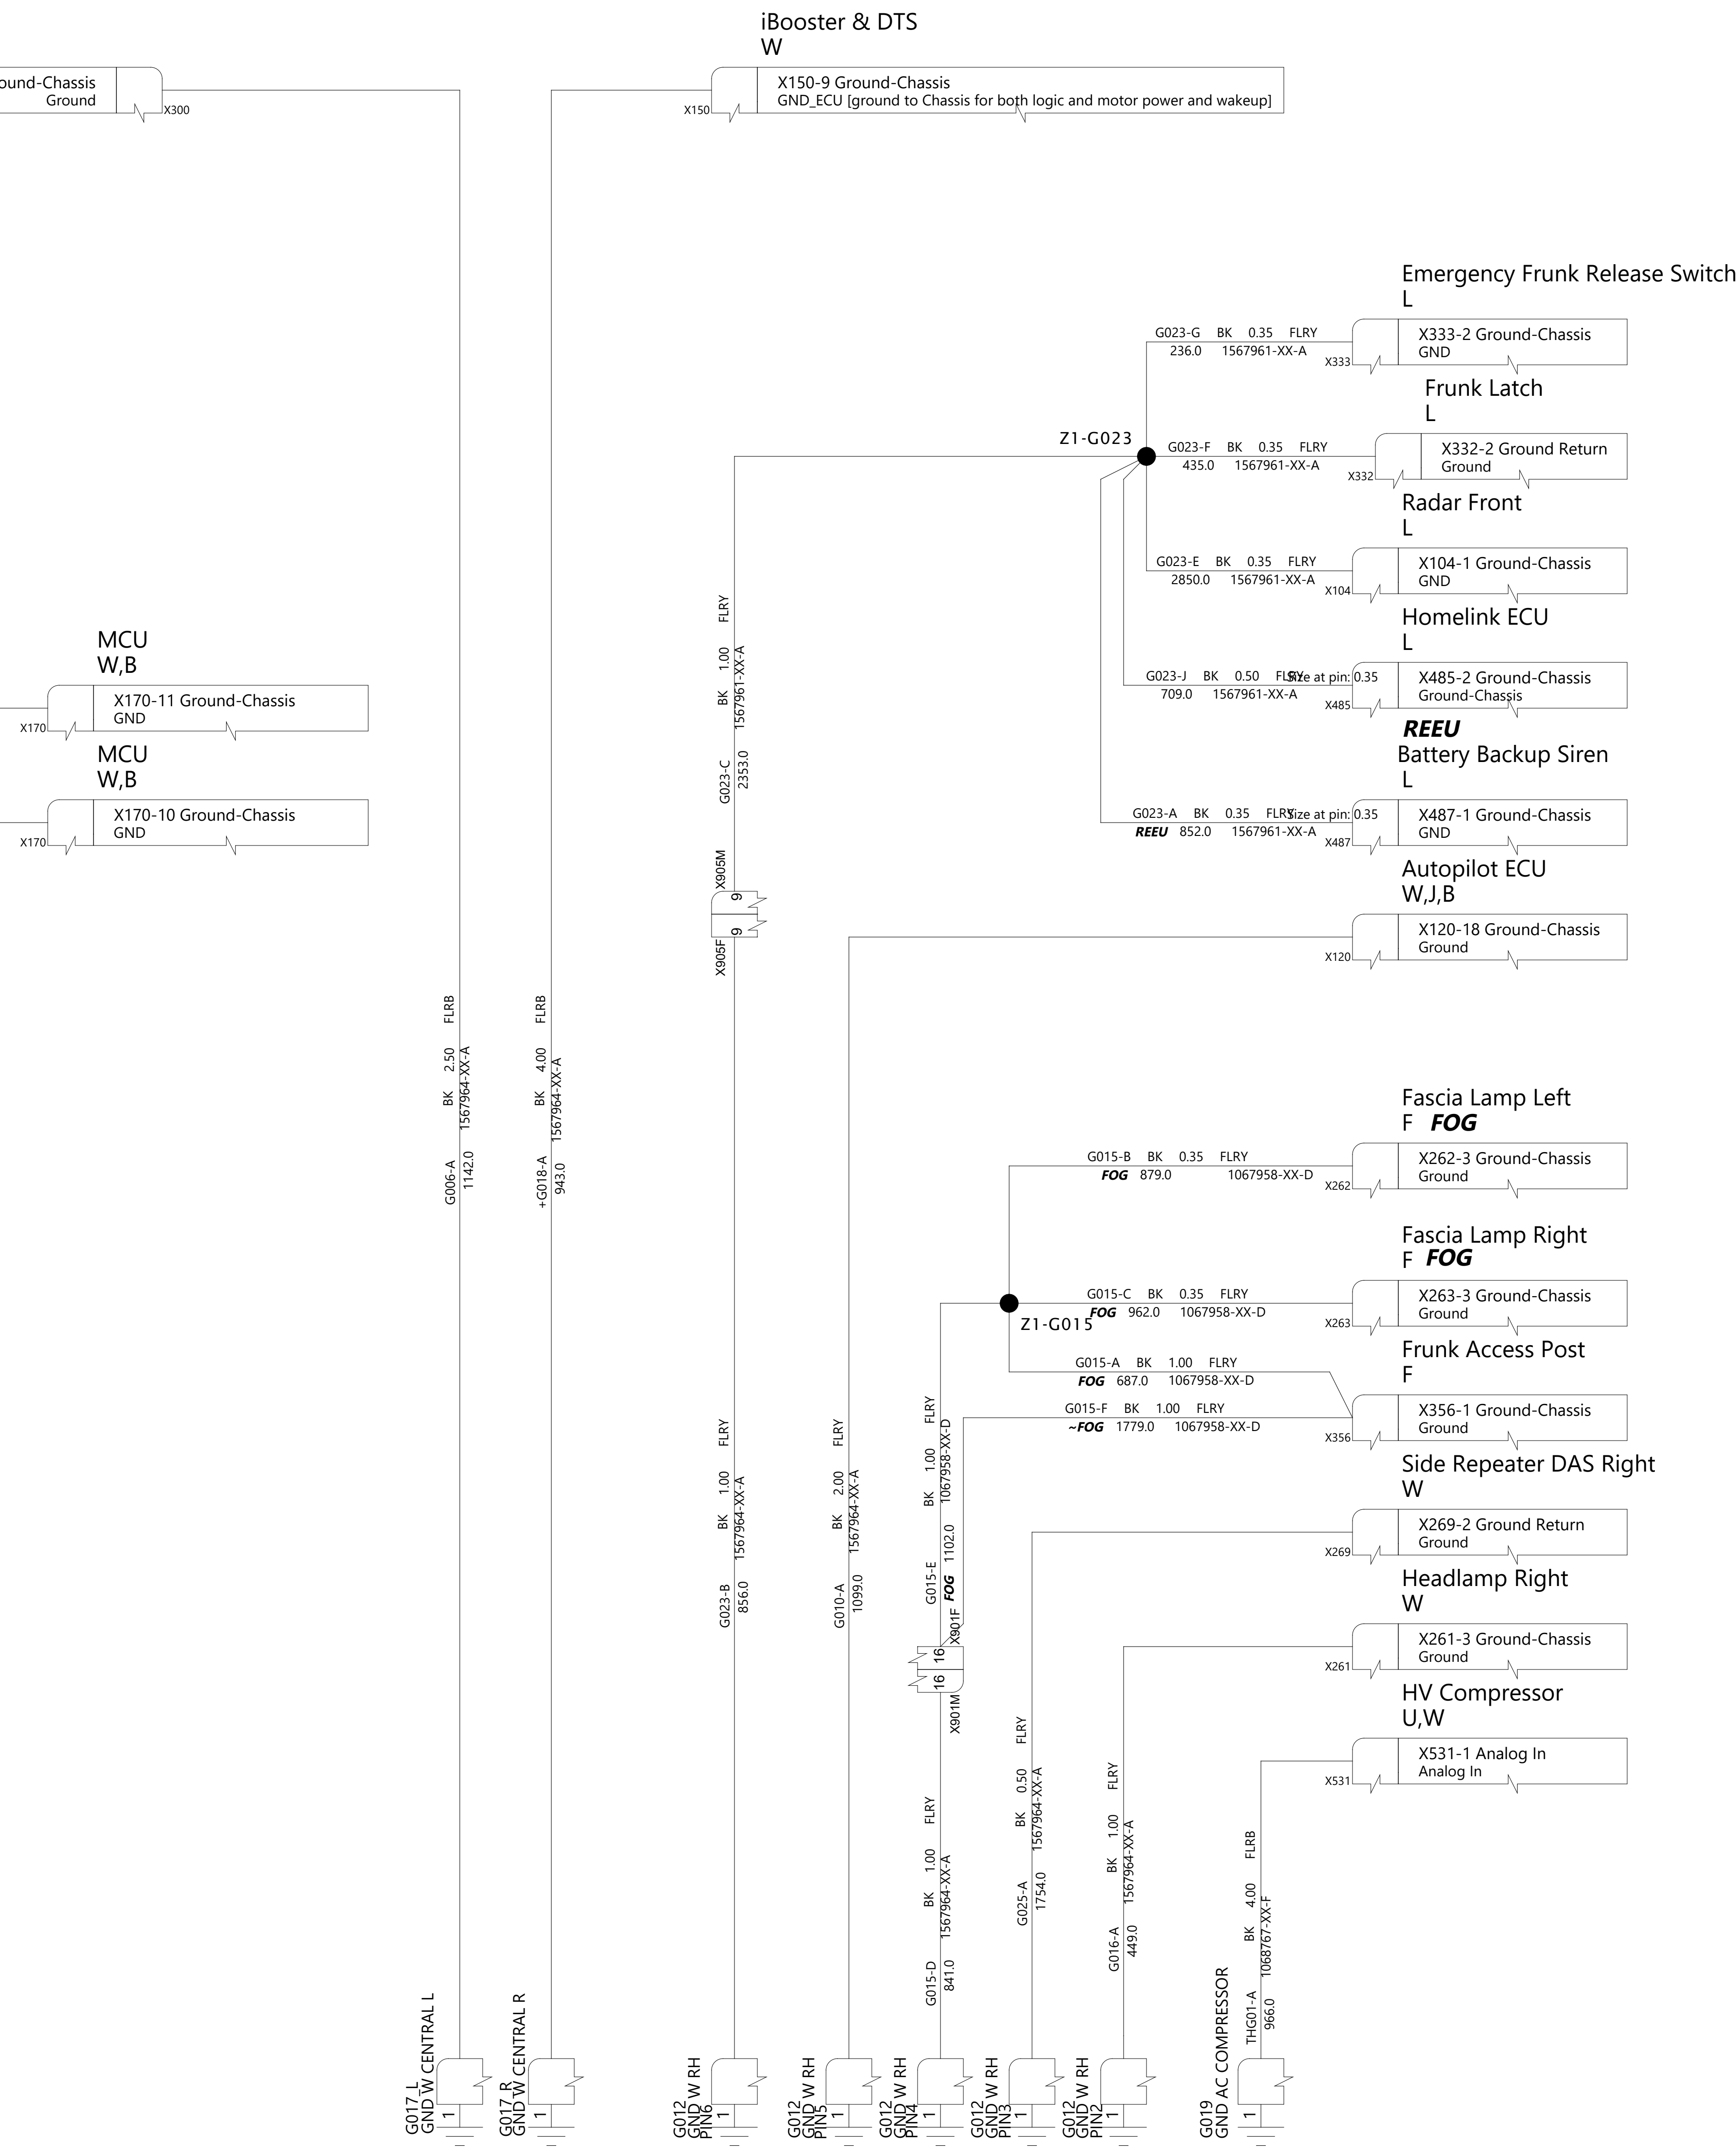 iBooster & DTS
W
ound-Chassis
Ground
X300
X150-9 Ground-Chassis
GND_ECU [ground to Chassis for both logic and motor power and wakeup]
X150
Emergency Frunk Release Switch
L
G023-G BK 0.35 FLRY
236.0 1567961-XX-A
X333-2 Ground-Chassis
GND
X333
Frunk Latch
L
Z1-G023
G023-F BK 0.35 FLRY
435.0 1567961-XX-A
X332-2 Ground Return
Ground
X332
Radar Front
L
G023-E BK 0.35 FLRY
2850.0 1567961-XX-A
X104-1 Ground-Chassis
GND
X104
Homelink ECU
L
G023-J BK 0.50 FLRY
Size at pin: 0.35
709.0 1567961-XX-A
X485-2 Ground-Chassis
Ground-Chassis
X485
MCU
W,B
X170-11 Ground-Chassis
GND
X170
MCU
W,B
X170-10 Ground-Chassis
GND
X170
REEU
Battery Backup Siren
L
G023-A BK 0.35 FLRY
Size at pin: 0.35
REEU 852.0 1567961-XX-A
X487-1 Ground-Chassis
GND
X487
G023-C BK 1.00 FLRY
2353.0 1567961-XX-A
X905M
9
9
X905F
Autopilot ECU
W,J,B
X120-18 Ground-Chassis
Ground
X120
G006-A BK 2.50 FLRB
1142.0 1567964-XX-A
+G018-A BK 4.00 FLRB
943.0 1567964-XX-A
Fascia Lamp Left
F FOG
G015-B BK 0.35 FLRY
FOG 879.0 1067958-XX-D
X262-3 Ground-Chassis
Ground
X262
Fascia Lamp Right
F FOG
G015-C BK 0.35 FLRY
FOG 962.0 1067958-XX-D
Z1-G015
X263-3 Ground-Chassis
Ground
X263
Frunk Access Post
F
G015-A BK 1.00 FLRY
FOG 687.0 1067958-XX-D
G015-F BK 1.00 FLRY
~FOG 1779.0 1067958-XX-D
X356-1 Ground-Chassis
Ground
X356
G023-B BK 1.00 FLRY
856.0 1567964-XX-A
G010-A BK 2.00 FLRY
1099.0 1567964-XX-A
G015-E BK 1.00 FLRY
FOG 1102.0 1067958-XX-D
X901F
16
16
X901M
Side Repeater DAS Right
W
X269-2 Ground Return
Ground
X269
Headlamp Right
W
X261-3 Ground-Chassis
Ground
X261
HV Compressor
U,W
X531-1 Analog In
Analog In
X531
G015-D BK 1.00 FLRY
841.0 1567964-XX-A
G025-A BK 0.50 FLRY
1754.0 1567964-XX-A
G016-A BK 1.00 FLRY
449.0 1567964-XX-A
THG01-A BK 4.00 FLRB
966.0 1068767-XX-F
G017_L
GND W CENTRAL L
1
G017_R
GND W CENTRAL R
1
G012
GND W RH
PIN6
1
G012
GND W RH
PIN5
1
G012
GND W RH
PIN4
1
G012
GND W RH
PIN3
1
G012
GND W RH
PIN2
1
G019
GND AC COMPRESSOR
1